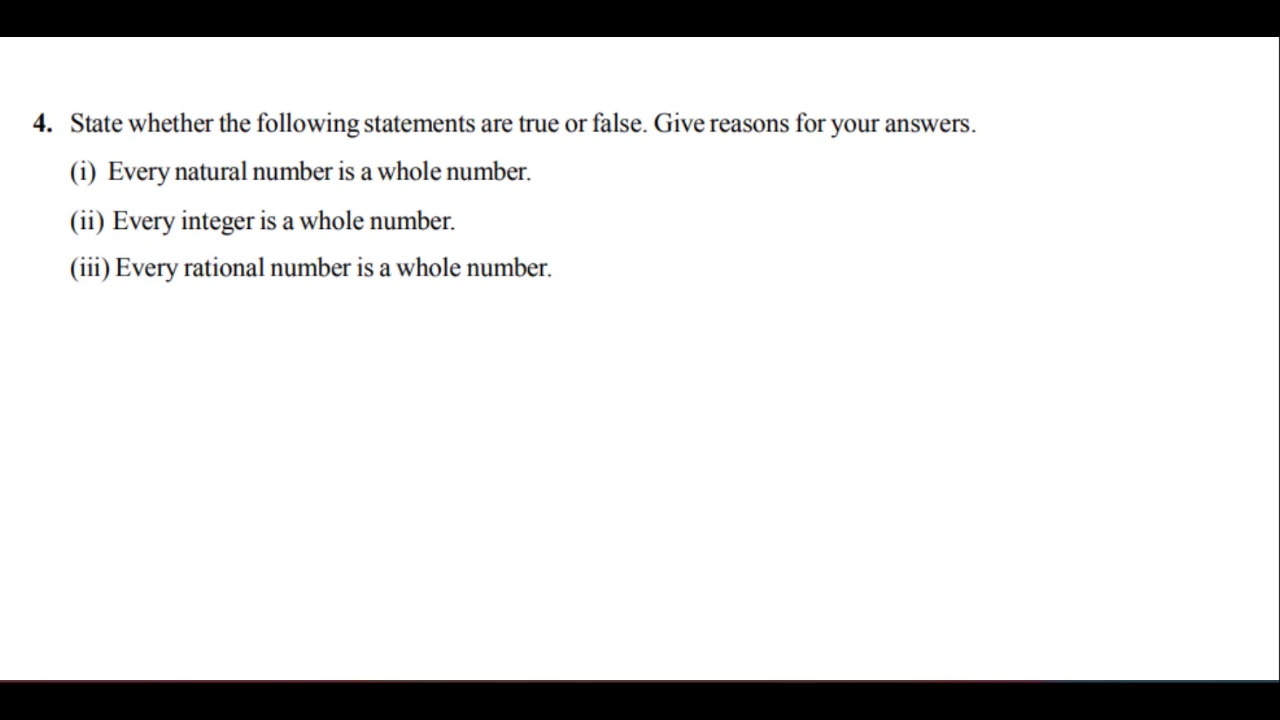 4. State whether the following statements are true or false. Give reasons for your answers.
(i) Every natural number is a whole number.
(ii) Every integer is a whole number.
(iii) Every rational number is a whole number.